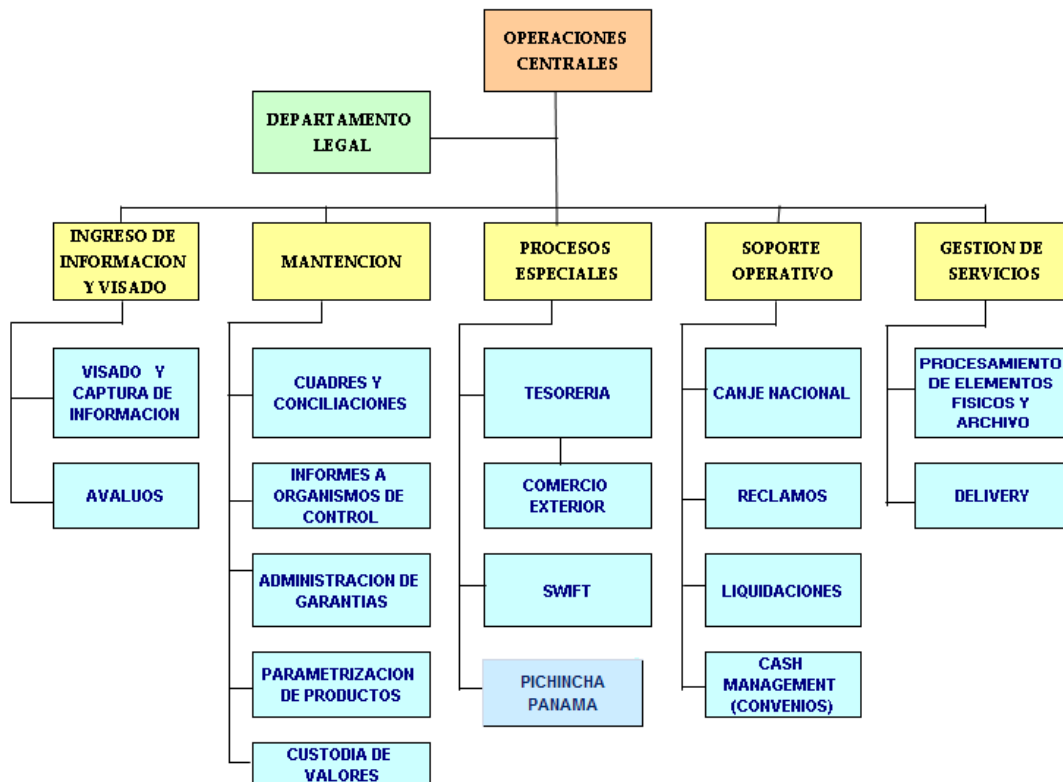 OPERACIONES
CENTRALES
DEPARTAMENTO
LEGAL
INGRESO DE
INFORMACION
Y VISADO
MANTENCION
PROCESOS
ESPECIALES
SOPORTE
OPERATIVO
GESTION DE
SERVICIOS
VISADO Y
CAPTURA DE
INFORMACION
AVALUOS
CUADRES Y
CONCILIACIONES
INFORMES A
ORGANISMOS DE
CONTROL
ADMINISTRACION DE
GARANTIAS
PARAMETRIZACION
DE PRODUCTOS
CUSTODIA DE
VALORES
TESORERIA
COMERCIO
EXTERIOR
SWIFT
PICHINCHA
PANAMA
CANJE NACIONAL
RECLAMOS
LIQUIDACIONES
CASH
MANAGEMENT
(CONVENIOS)
PROCESAMIENTO
DE ELEMENTOS
FISICOS Y
ARCHIVO
DELIVERY